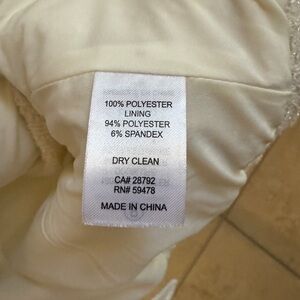 100% POLYESTER
LINING
94% POLYESTER
6% SPANDEX
DRY CLEAN
CA# 28792
RN# 59478
MADE IN CHINA